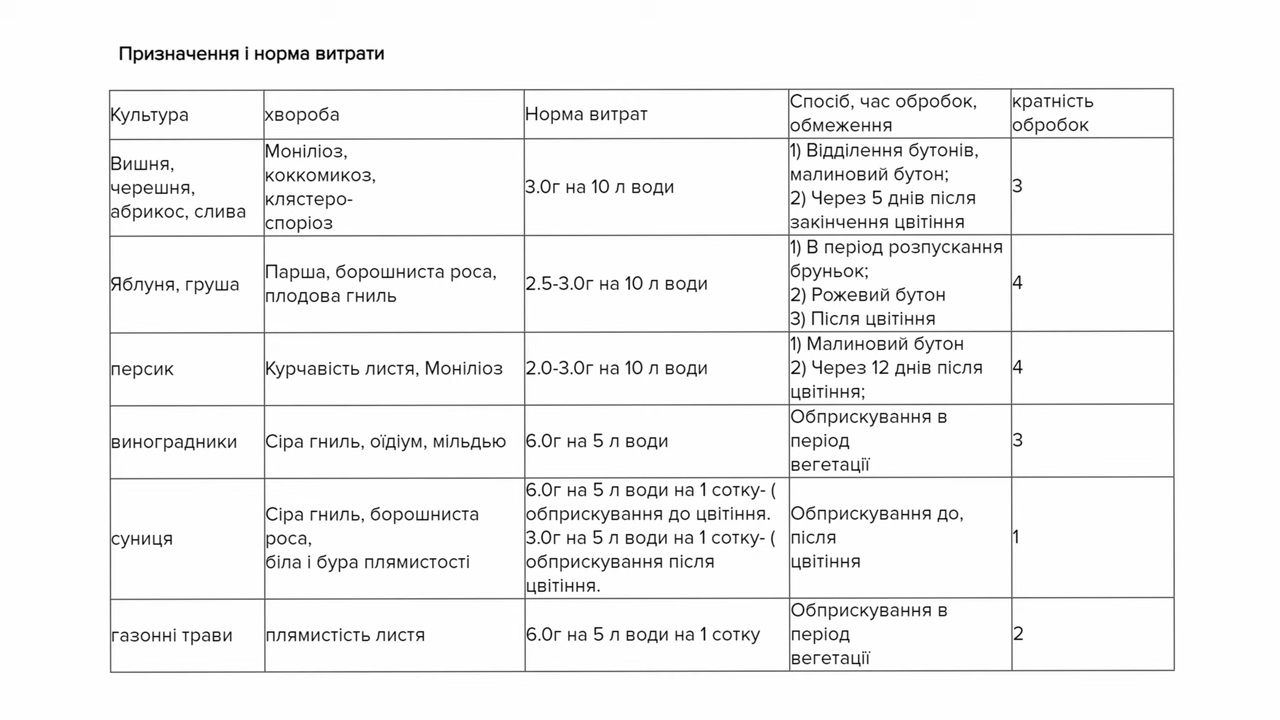 Призначення і норма витрати
Культура
хвороба
Норма витрат
Спосіб, час обробок,
обмеження
кратність
обробок
Вишня,
черешня,
абрикос, слива
Моніліоз,
коккомикоз,
клястеро-
споріоз
3.0г на 10 л води
1) Відділення бутонів,
малиновий бутон;
2) Через 5 днів після
закінчення цвітіння
3
Яблуня, груша
Парша, борошниста роса,
плодова гниль
2.5-3.0г на 10 л води
1) В період розпускання
бруньок;
2) Рожевий бутон
3) Після цвітіння
4
персик
Курчавість листя, Моніліоз
2.0-3.0г на 10 л води
1) Малиновий бутон
2) Через 12 днів після
цвітіння;
4
виноградники
Сіра гниль, оїдіум, мільдью
6.0г на 5 л води
Обприскування в
період
вегетації
3
суниця
Сіра гниль, борошниста
роса,
біла і бура плямистості
6.0г на 5 л води на 1 сотку- (
обприскування до цвітіння.
3.0г на 5 л води на 1 сотку- (
обприскування після
цвітіння.
Обприскування до,
після
цвітіння
1
газонні трави
плямистість листя
6.0г на 5 л води на 1 сотку
Обприскування в
період
вегетації
2